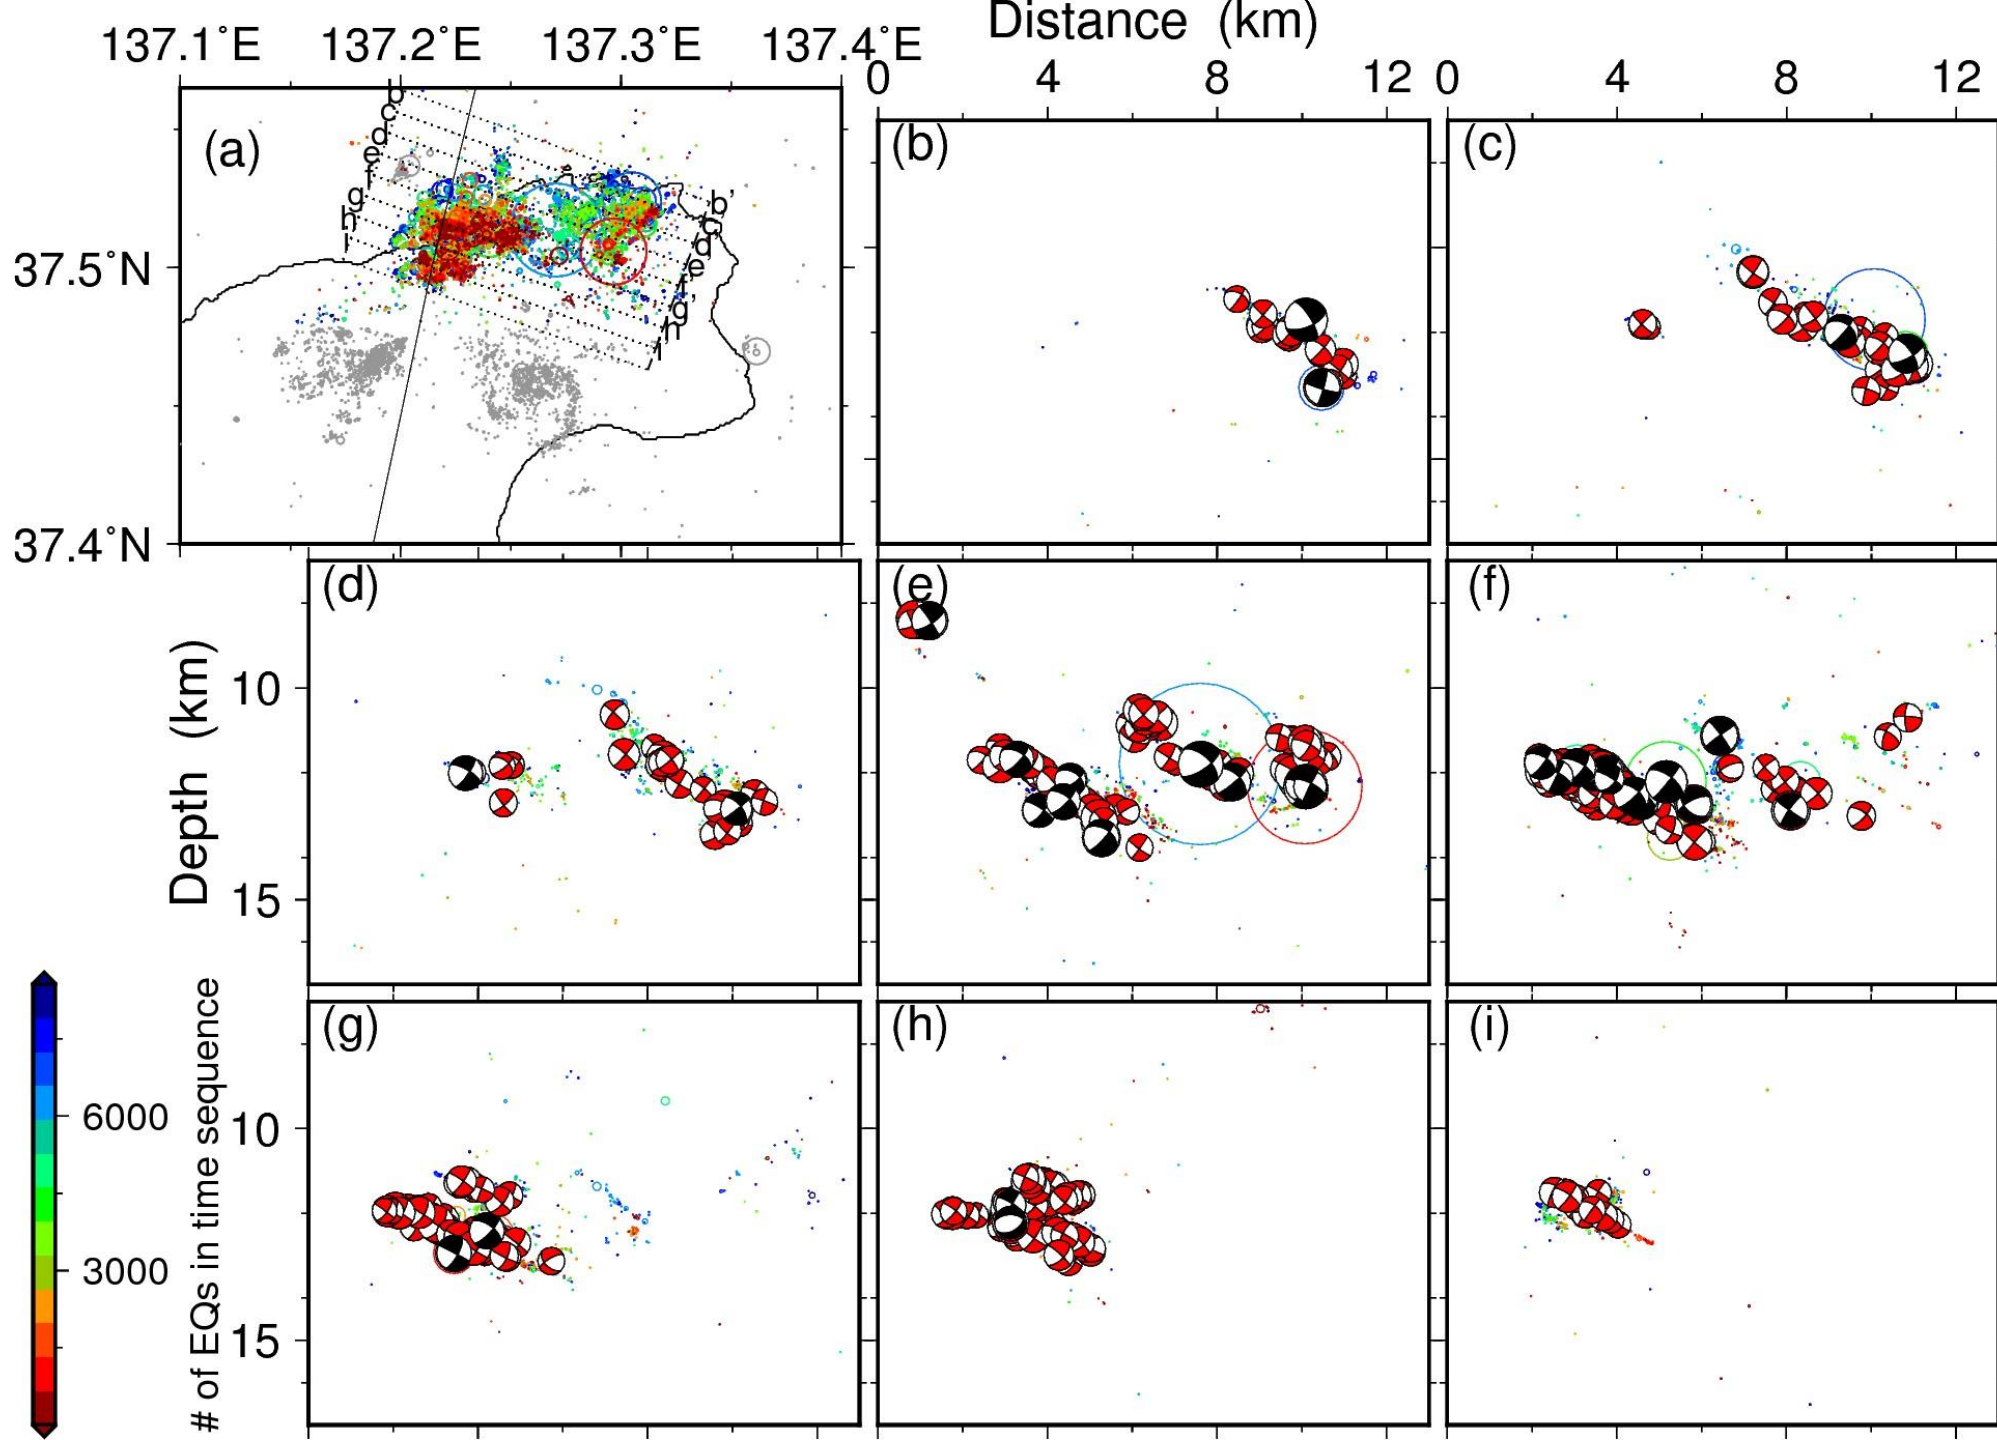 Distance (km)
137.1°E 137.2°E 137.3°E 137.4°E
0 4 8 12 0 4 8 12
(a)
b
c
d
e
f
g
h
i
b'
c'
d'
e'
f'
g'
h
i
37.5°N
37.4°N
(b)
(c)
(d)
(e)
(f)
Depth (km)
10
15
(g)
(h)
(i)
10
15
6000
3000
# of EQs in time sequence